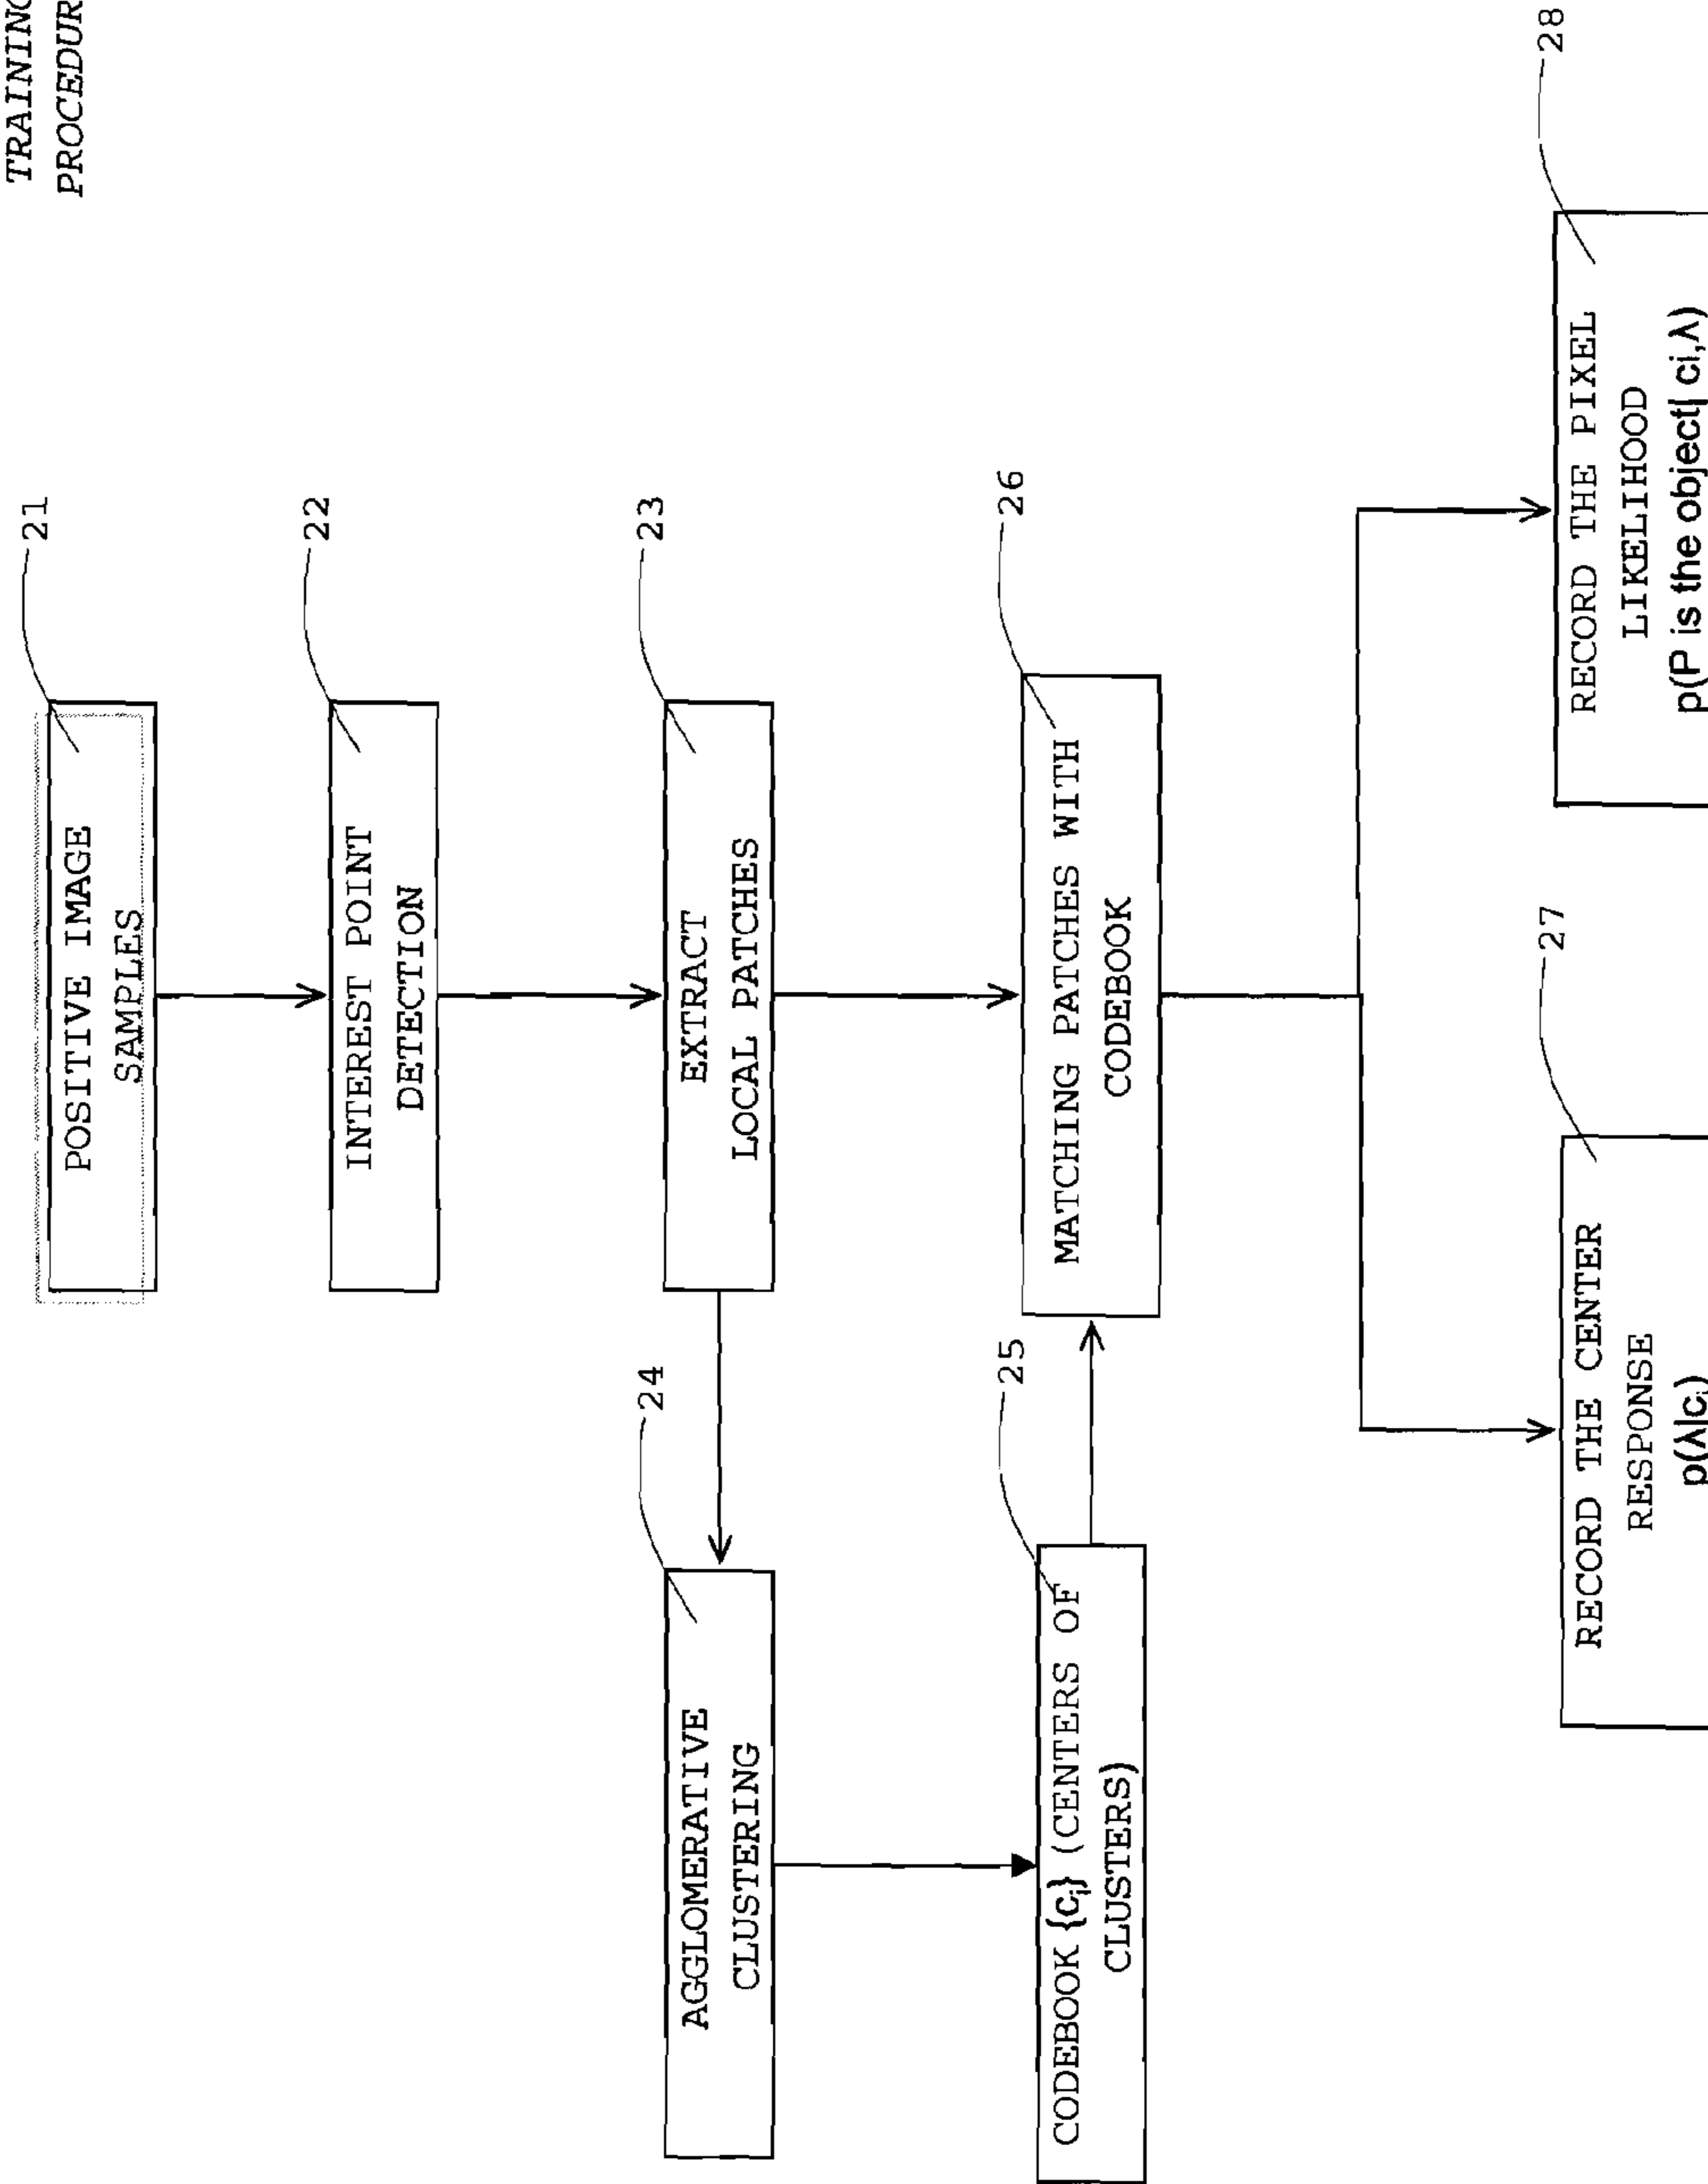 TRAINING
PROCEDUR
21
POSITIVE IMAGE
SAMPLES
22
INTEREST POINT
DETECTION
23
EXTRACT
LOCAL PATCHES
24
AGGLOMERATIVE
CLUSTERING
25
CODEBOOK {ci} (CENTERS OF
CLUSTERS)
26
MATCHING PATCHES WITH
CODEBOOK
27
RECORD THE CENTER
RESPONSE
p(λ|ci)
28
RECORD THE PIXEL
LIKELIHOOD
p(P is the object| ci,λ)